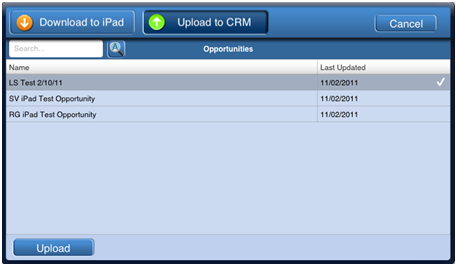 Download to iPad Upload to CRM Cancel
Search... Opportunities
Name Last Updated
LS Test 2/10/11 11/02/2011
SV iPad Test Opportunity 11/02/2011
RG iPad Test Opportunity 11/02/2011
Upload